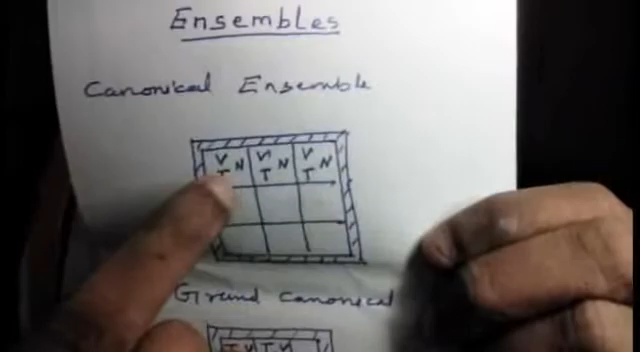 Ensembles
Canonical Ensemble
V N V N V N
T T T
Grand canonical